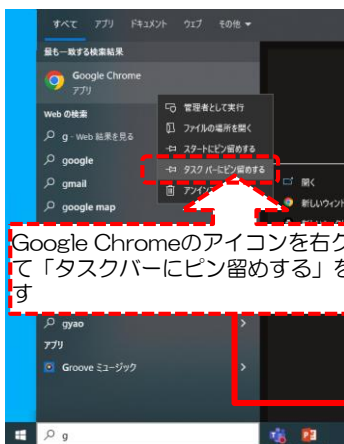 すべて アプリ ドキュメント ウェブ その他
最も一致する検索結果
Google Chrome
アプリ
Web の検索
g - Web 結果を見る
google
gmail
google map
管理者として実行
ファイルの場所を開く
スタートにピン留めする
タスク バーにピン留めする
アンインス
開く
新しいウィンド
Google Chromeのアイコンを右ク
て「タスクバーにピン留めする」を
す
gyao
アプリ
Groove ミュージック
g